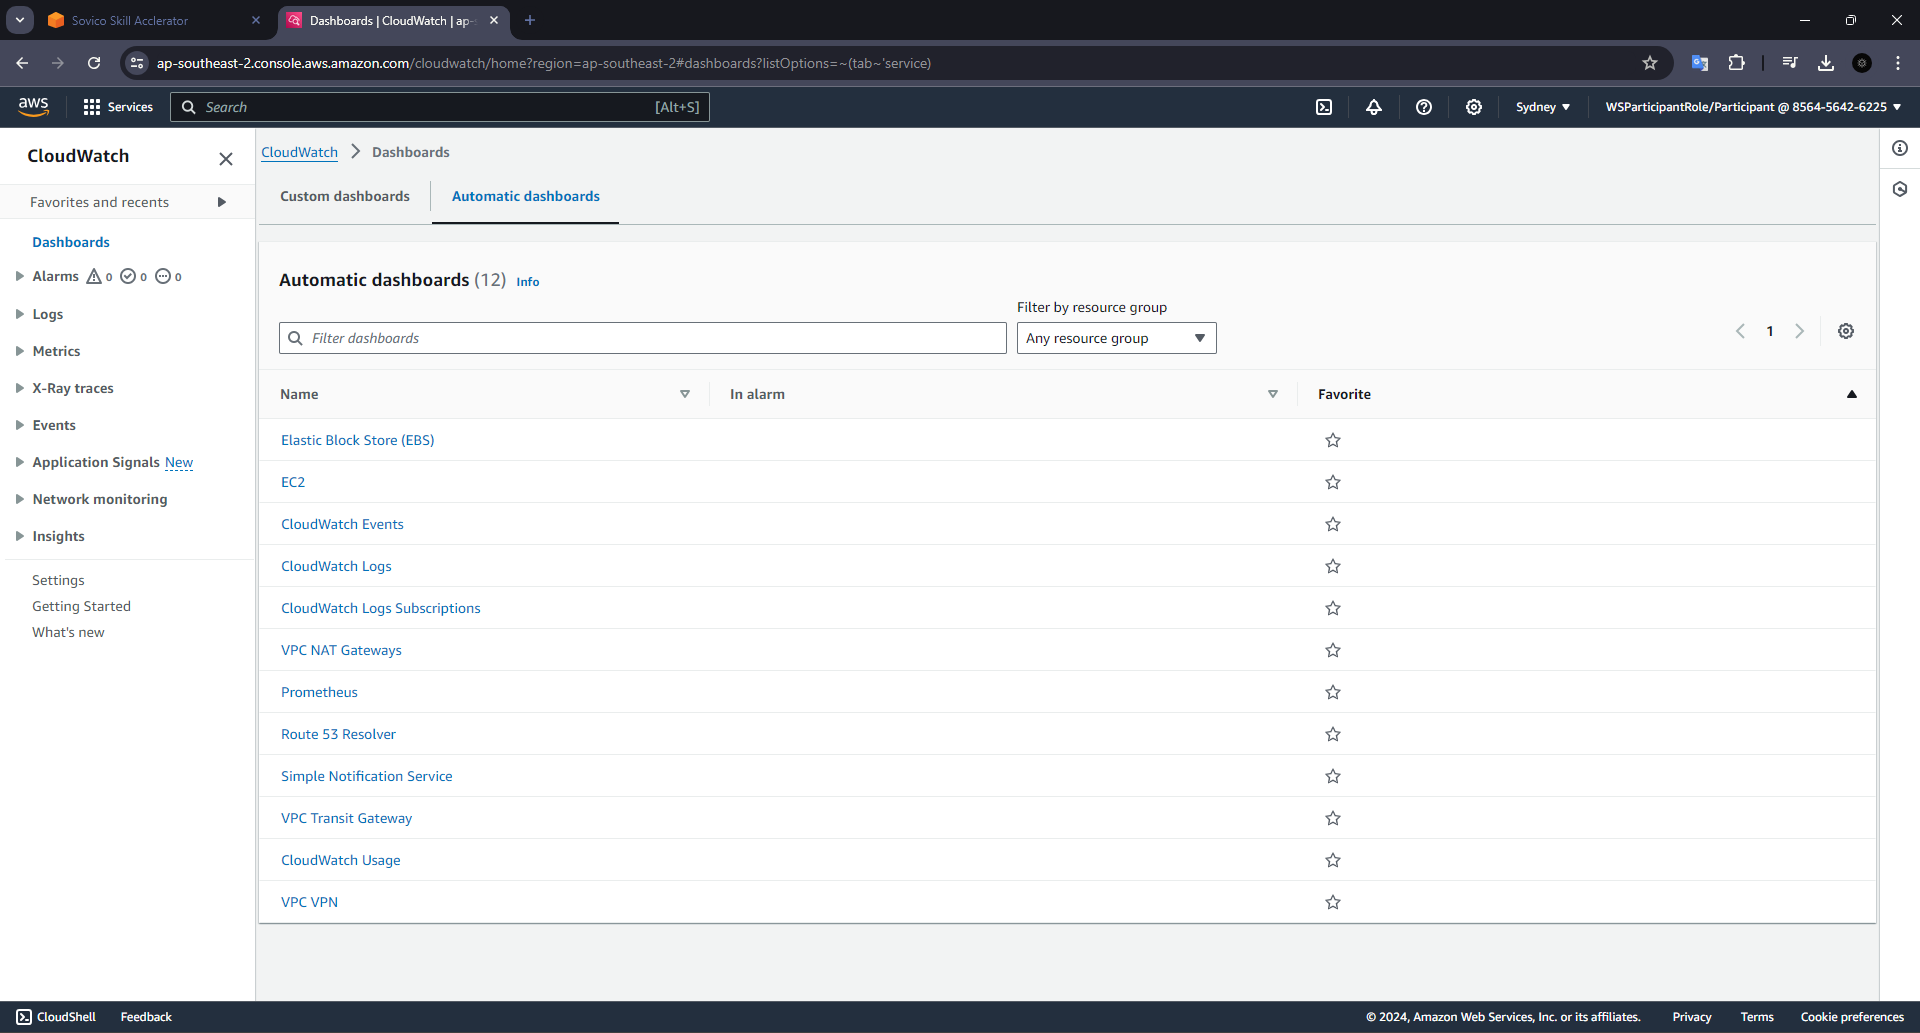 Sovico Skill Acclerator
Dashboards | CloudWatch | ap-s
ap-southeast-2.console.aws.amazon.com/cloudwatch/home?region=ap-southeast-2#dashboards?listOptions=~(tab~'service)
aws
Services
Search
[Alt+S]
Sydney
WSParticipantRole/Participant @ 8564-5642-6225
CloudWatch
Favorites and recents
Dashboards
Alarms 0 0 0
Logs
Metrics
X-Ray traces
Events
Application Signals New
Network monitoring
Insights
Settings
Getting Started
What's new
CloudWatch
Dashboards
Custom dashboards
Automatic dashboards
Automatic dashboards (12) Info
Filter dashboards
Filter by resource group
Any resource group
1
Name
In alarm
Favorite
Elastic Block Store (EBS)
EC2
CloudWatch Events
CloudWatch Logs
CloudWatch Logs Subscriptions
VPC NAT Gateways
Prometheus
Route 53 Resolver
Simple Notification Service
VPC Transit Gateway
CloudWatch Usage
VPC VPN
CloudShell
Feedback
© 2024, Amazon Web Services, Inc. or its affiliates.
Privacy
Terms
Cookie preferences